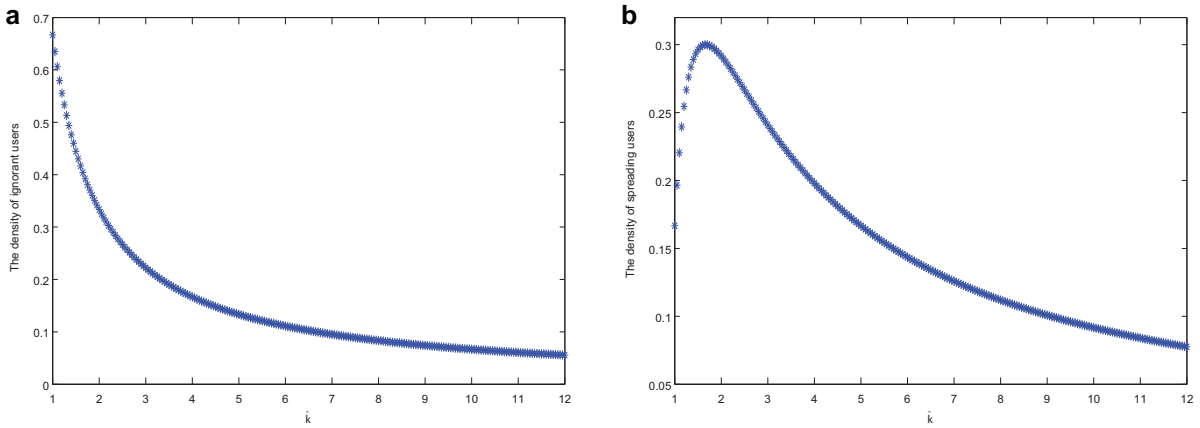 a
0.7
0.6
0.5
0.4
0.3
0.2
0.1
0
The density of ignorant users
1 2 3 4 5 6 7 8 9 10 11 12
k̄
b
0.3
0.25
0.2
0.15
0.1
0.05
The density of spreading users
1 2 3 4 5 6 7 8 9 10 11 12
k̄